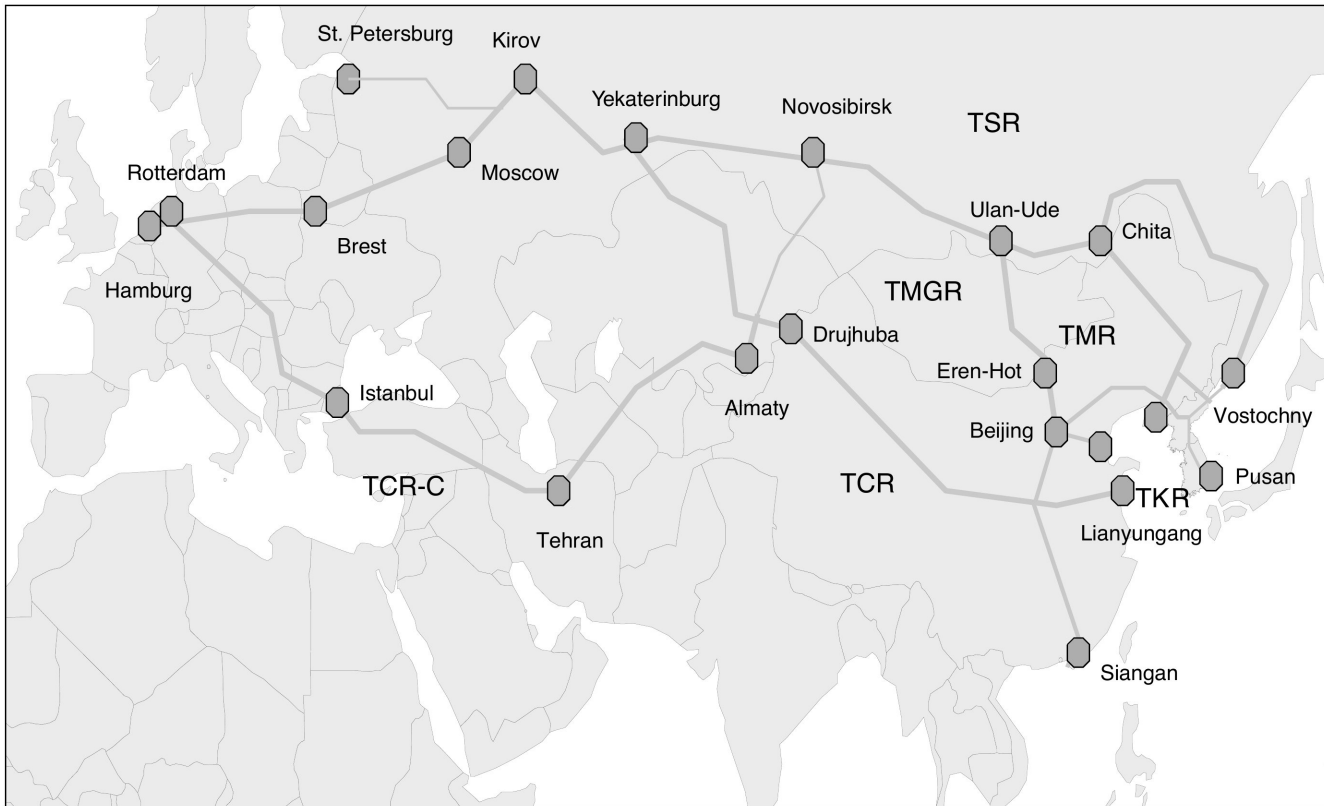 St. Petersburg
Kirov
Yekaterinburg
Novosibirsk
TSR
Rotterdam
Moscow
Ulan-Ude
Chita
Brest
Hamburg
TMGR
Drujhuba
TMR
Eren-Hot
Istanbul
Almaty
Beijing
Vostochny
TCR-C
TCR
TKR
Pusan
Tehran
Lianyungang
Siangan